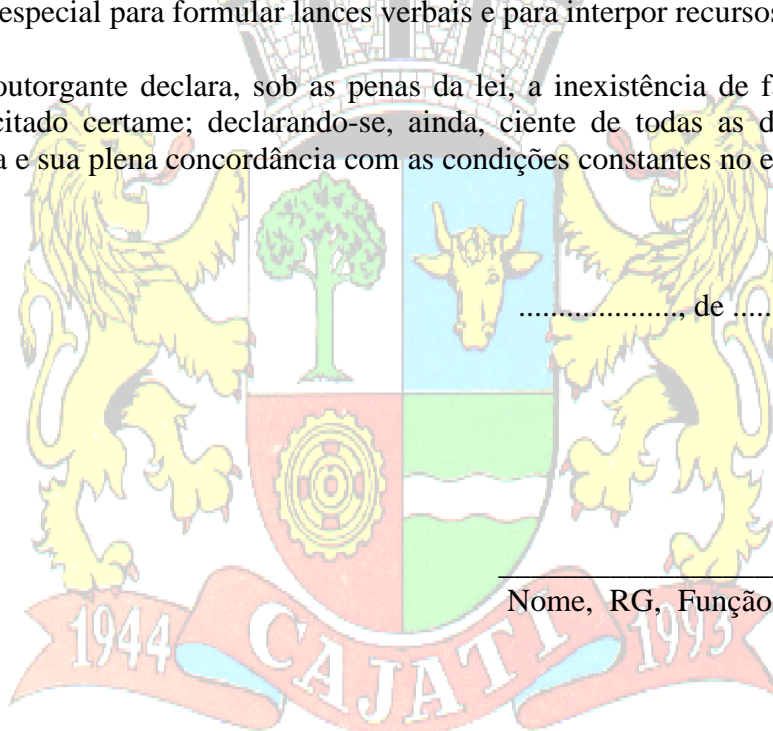 especial para formular lances verbais e para interpor recursos
outorgante declara, sob as penas da lei, a inexistência de f
citado certame; declarando-se, ainda, ciente de todas as d
a e sua plena concordância com as condições constantes no e
...................., de .....
Nome, RG, Função
1944 CAJATI 1993